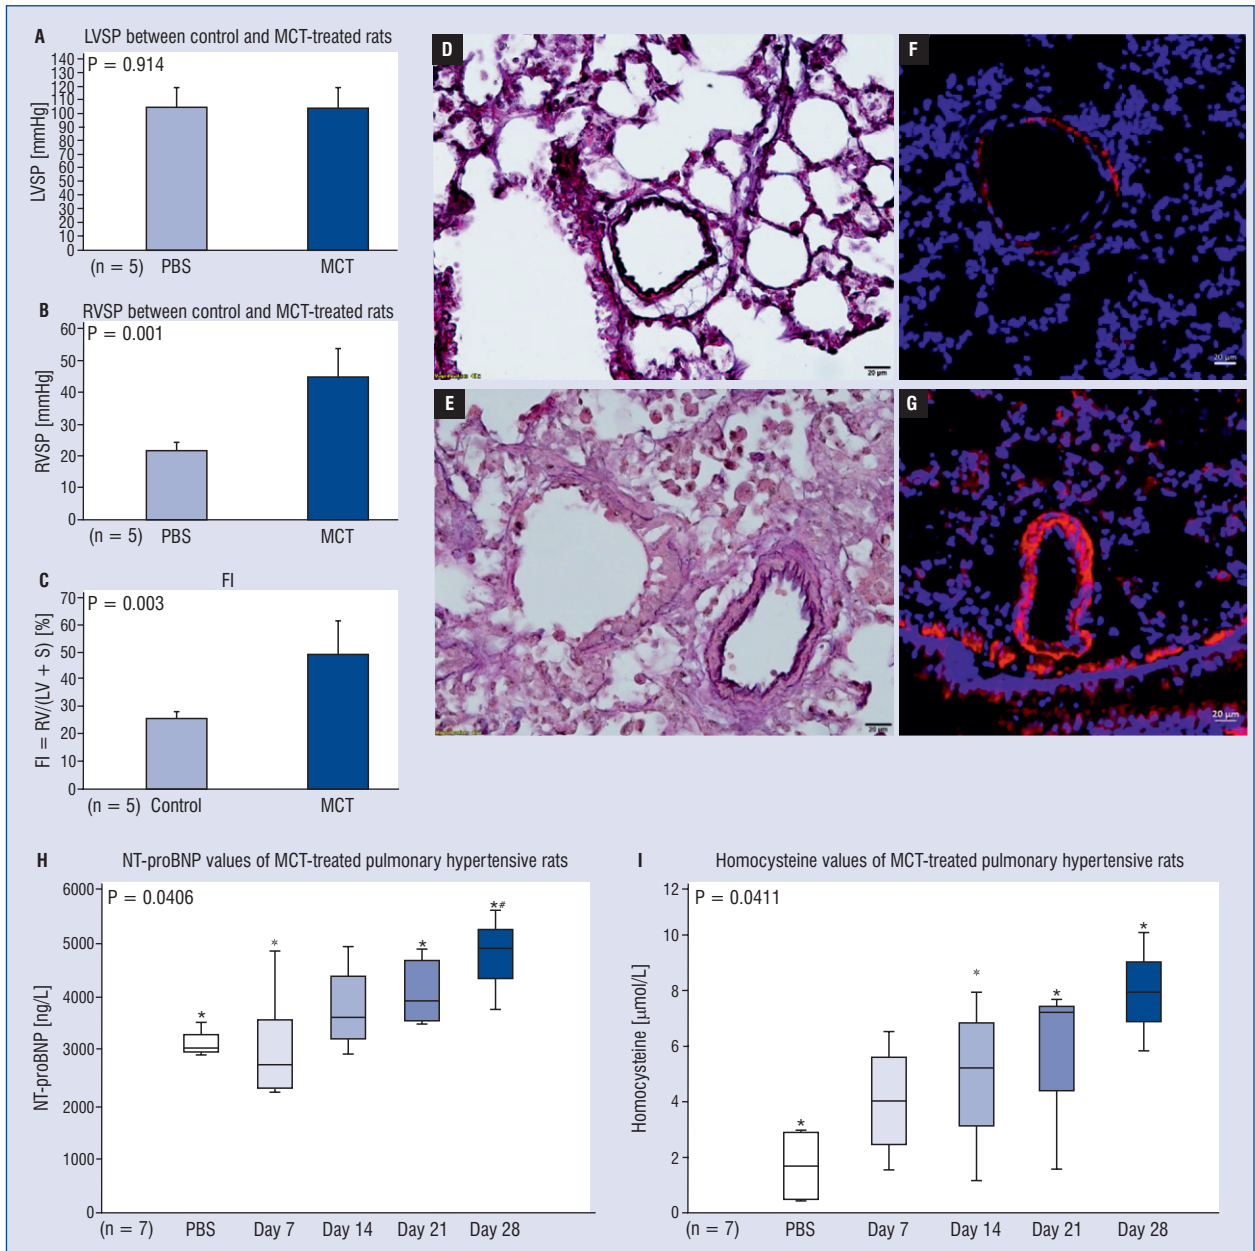 A LVSP between control and MCT-treated rats
P = 0.914
LVSP [mmHg]
140
130
120
110
100
90
80
70
60
50
40
30
20
10
0
(n = 5) PBS MCT
B RVSP between control and MCT-treated rats
P = 0.001
RVSP [mmHg]
60
50
40
30
20
10
0
(n = 5) PBS MCT
C FI
P = 0.003
FI = RV/(LV + S) [%]
70
60
50
40
30
20
10
0
(n = 5) Control MCT
D
20 µm
E
20 µm
F
20 µm
G
20 µm
H NT-proBNP values of MCT-treated pulmonary hypertensive rats
P = 0.0406
NT-proBNP [ng/L]
6000
5000
4000
3000
2000
1000
0
*
*
*
*#
(n = 7) PBS Day 7 Day 14 Day 21 Day 28
I Homocysteine values of MCT-treated pulmonary hypertensive rats
P = 0.0411
Homocysteine [µmol/L]
12
10
8
6
4
2
0
*
*
*
*
(n = 7) PBS Day 7 Day 14 Day 21 Day 28